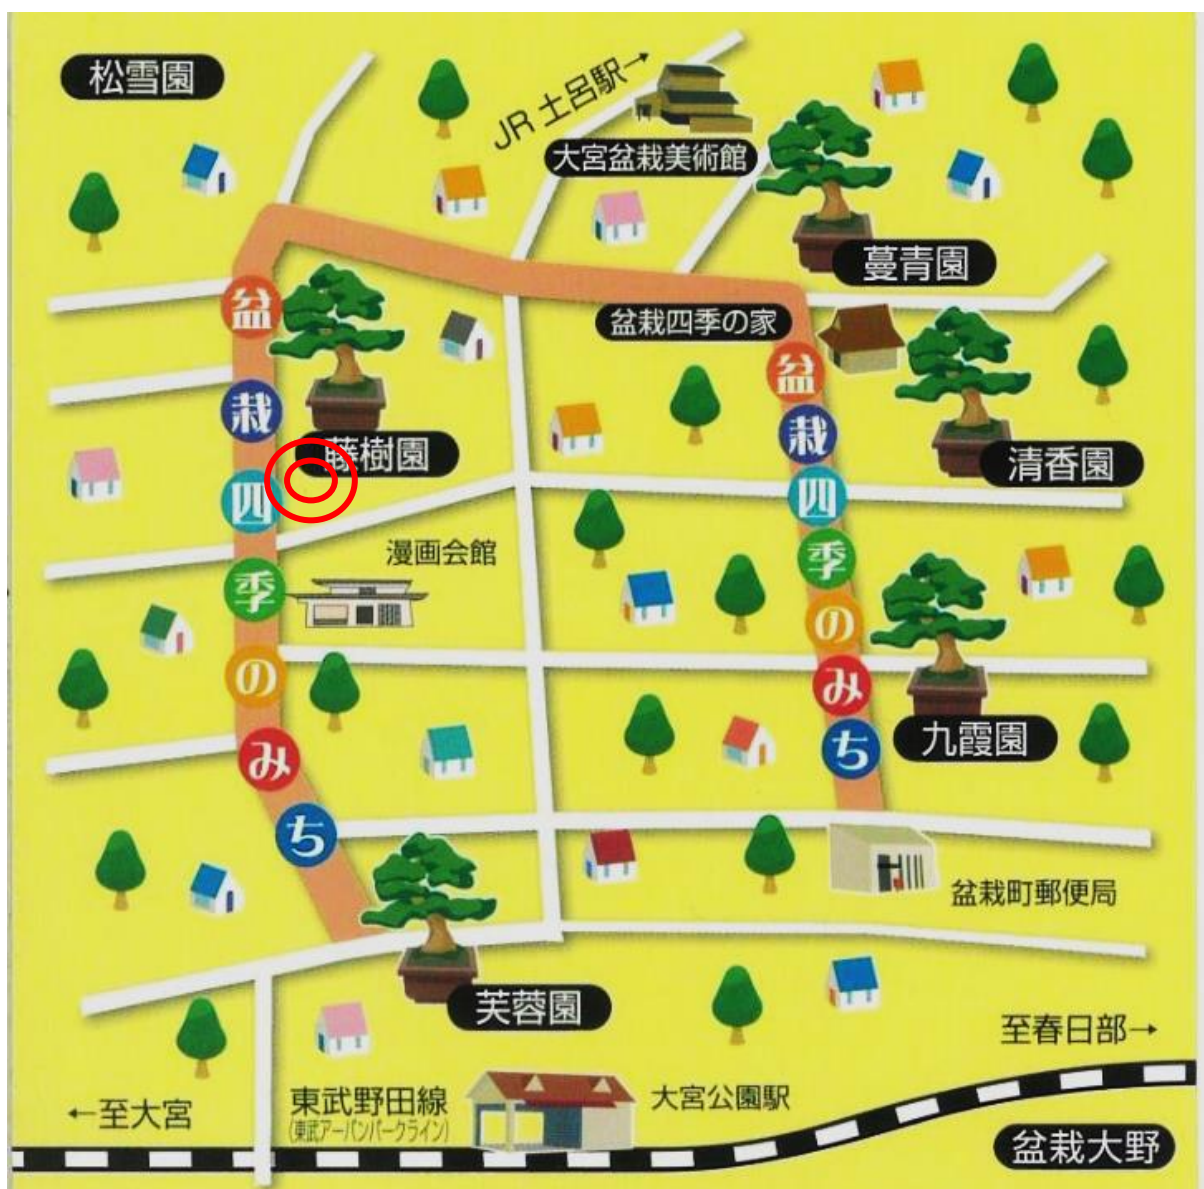 松雪園
JR 土呂駅→
大宮盆栽美術館
蔓青園
盆栽四季の家
清香園
藤樹園
漫画会館
九霞園
盆栽四季のみち
盆栽四季のみち
盆栽町郵便局
芙蓉園
至春日部→
←至大宮
東武野田線
(東武アーバンパークライン)
大宮公園駅
盆栽大野